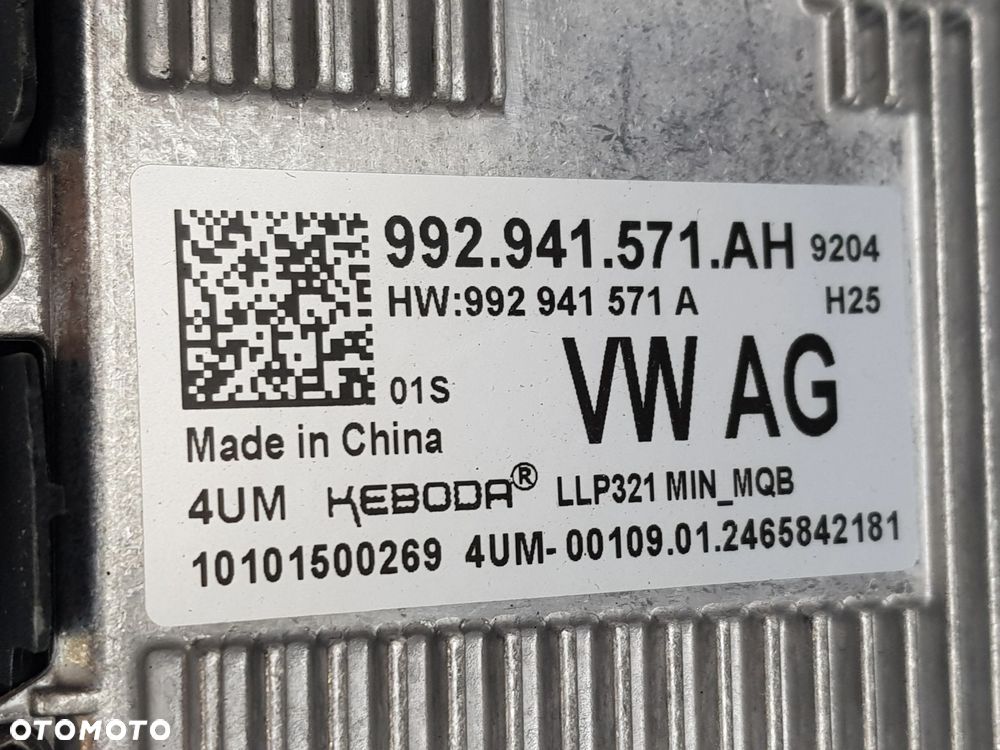 992.941.571.AH 9204
HW:992 941 571 A H25
01S VW AG
Made in China
4UM KEBODA® LLP321 MIN_MQB
10101500269 4UM-00109.01.2465842181
OTOMOTO